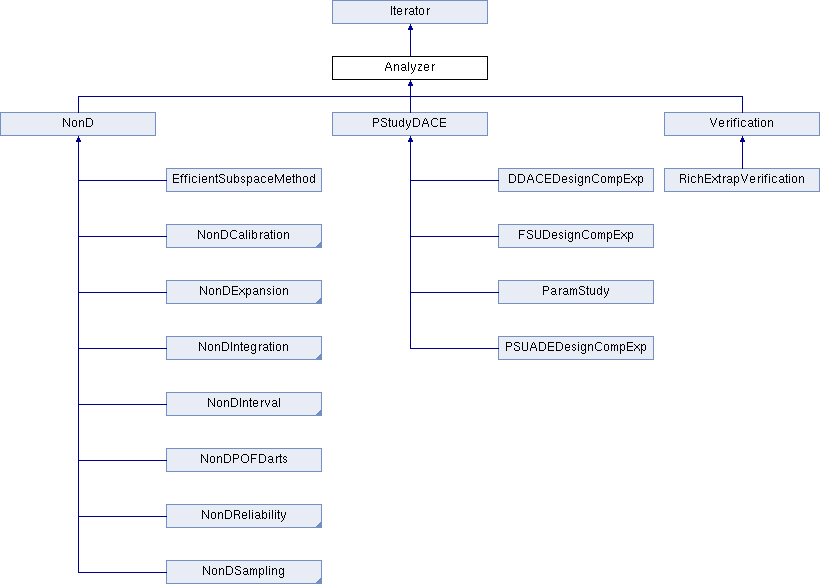 Iterator
Analyzer
NonD
PStudyDACE
Verification
EfficientSubspaceMethod
DDACEDesignCompExp
RichExtrapVerification
NonDCalibration
FSUDesignCompExp
NonDExpansion
ParamStudy
NonDIntegration
PSUADEDesignCompExp
NonDInterval
NonDPOFDarts
NonDReliability
NonDSampling